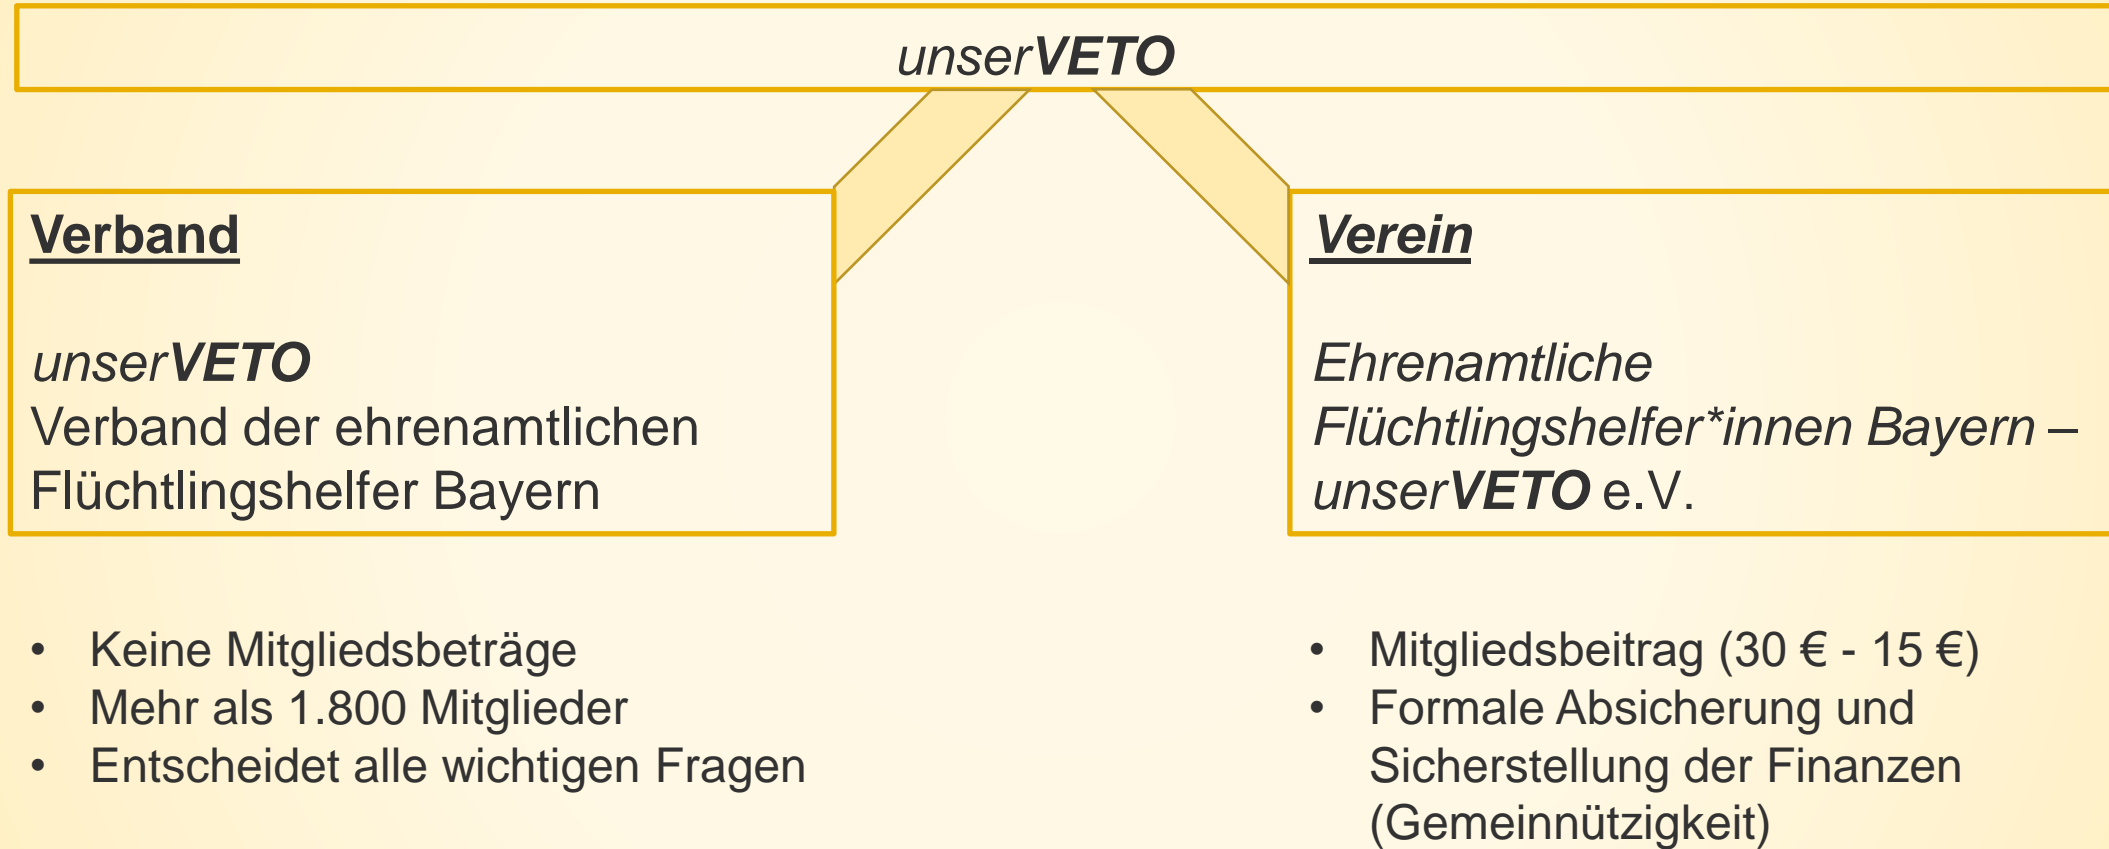 unserVETO
Verband
unserVETO
Verband der ehrenamtlichen
Flüchtlingshelfer Bayern
• Keine Mitgliedsbeträge
• Mehr als 1.800 Mitglieder
• Entscheidet alle wichtigen Fragen
Verein
Ehrenamtliche
Flüchtlingshelfer*innen Bayern –
unserVETO e.V.
• Mitgliedsbeitrag (30 € - 15 €)
• Formale Absicherung und
Sicherstellung der Finanzen
(Gemeinnützigkeit)